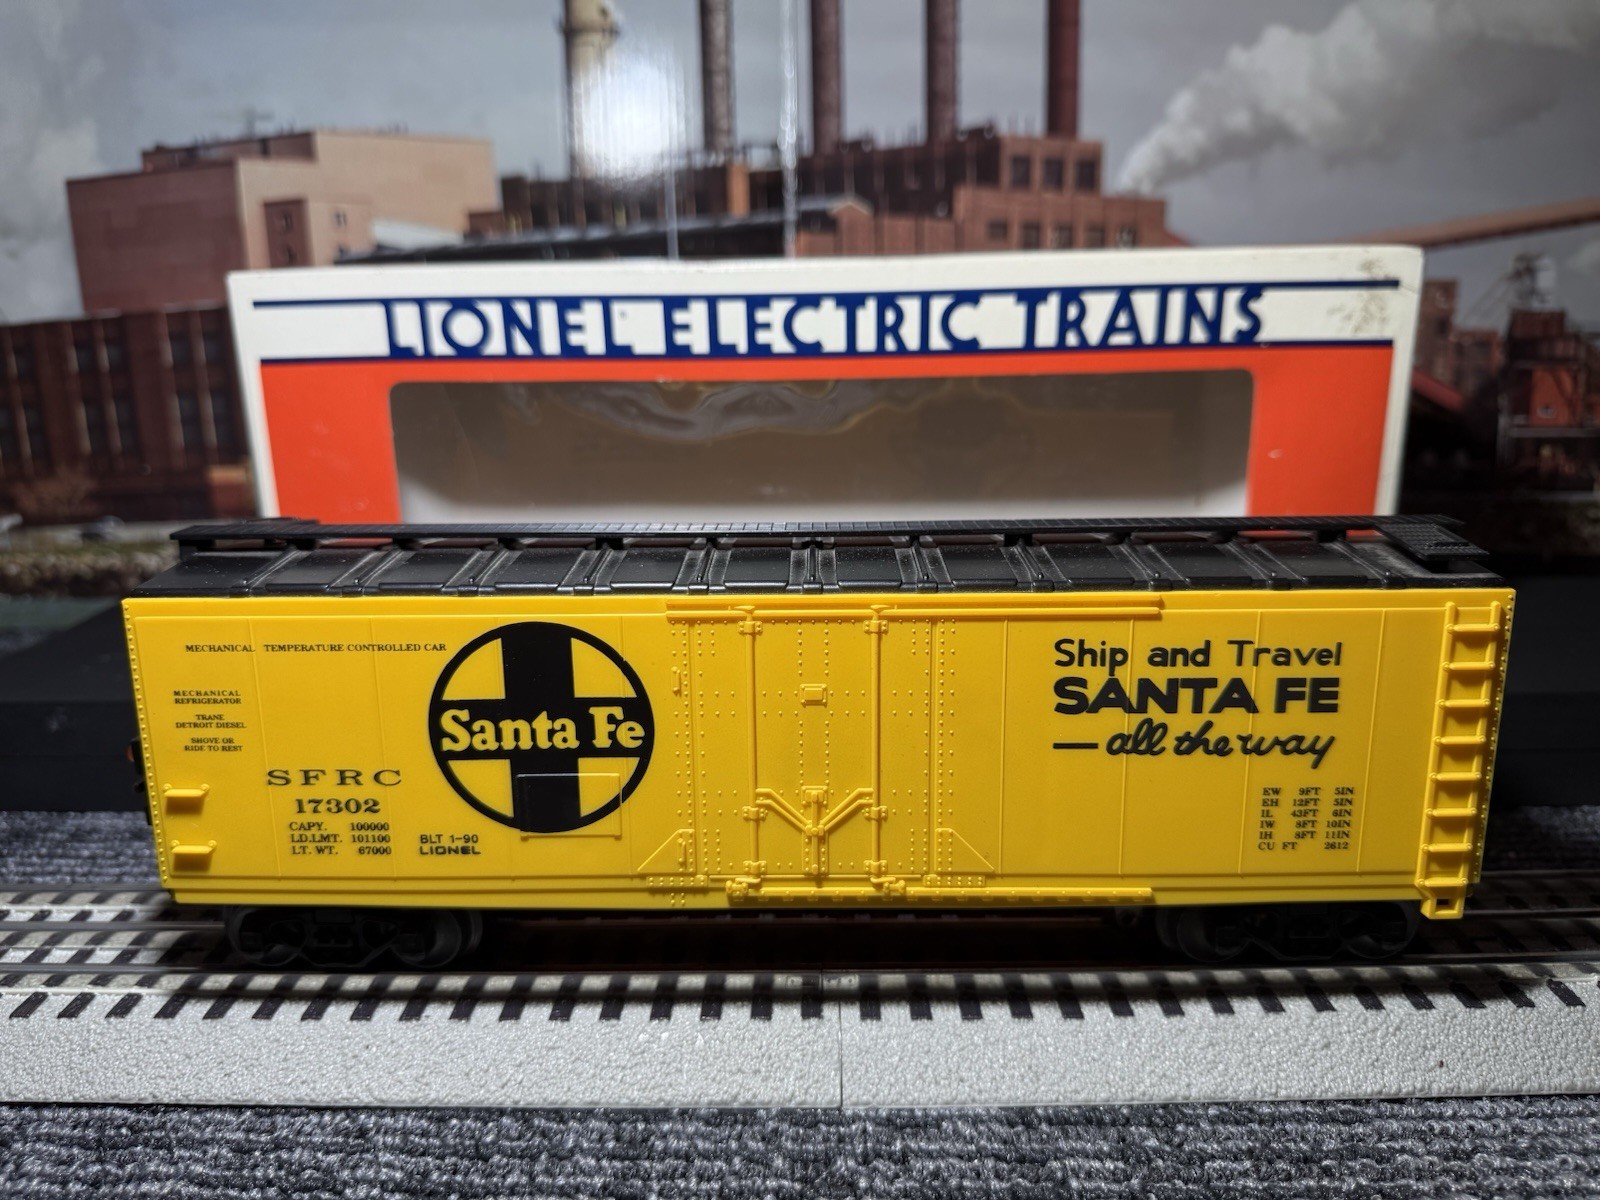 LIONEL ELECTRIC TRAINS
MECHANICAL TEMPERATURE CONTROLLED CAR
MECHANICAL
REFRIGERATOR
TRANE
DETROIT DIESEL
SHOVE OR
RIDE TO REST
SFRC
17302
CAPY. 100000
LD.LMT. 101100
LT. WT. 67000
BLT 1-90
LIONEL
Santa Fe
Ship and Travel
SANTA FE
— all the way
EW 9FT 5IN
EH 12FT 5IN
IL 43FT 6IN
IW 8FT 10IN
IH 8FT 11IN
CU FT 2612